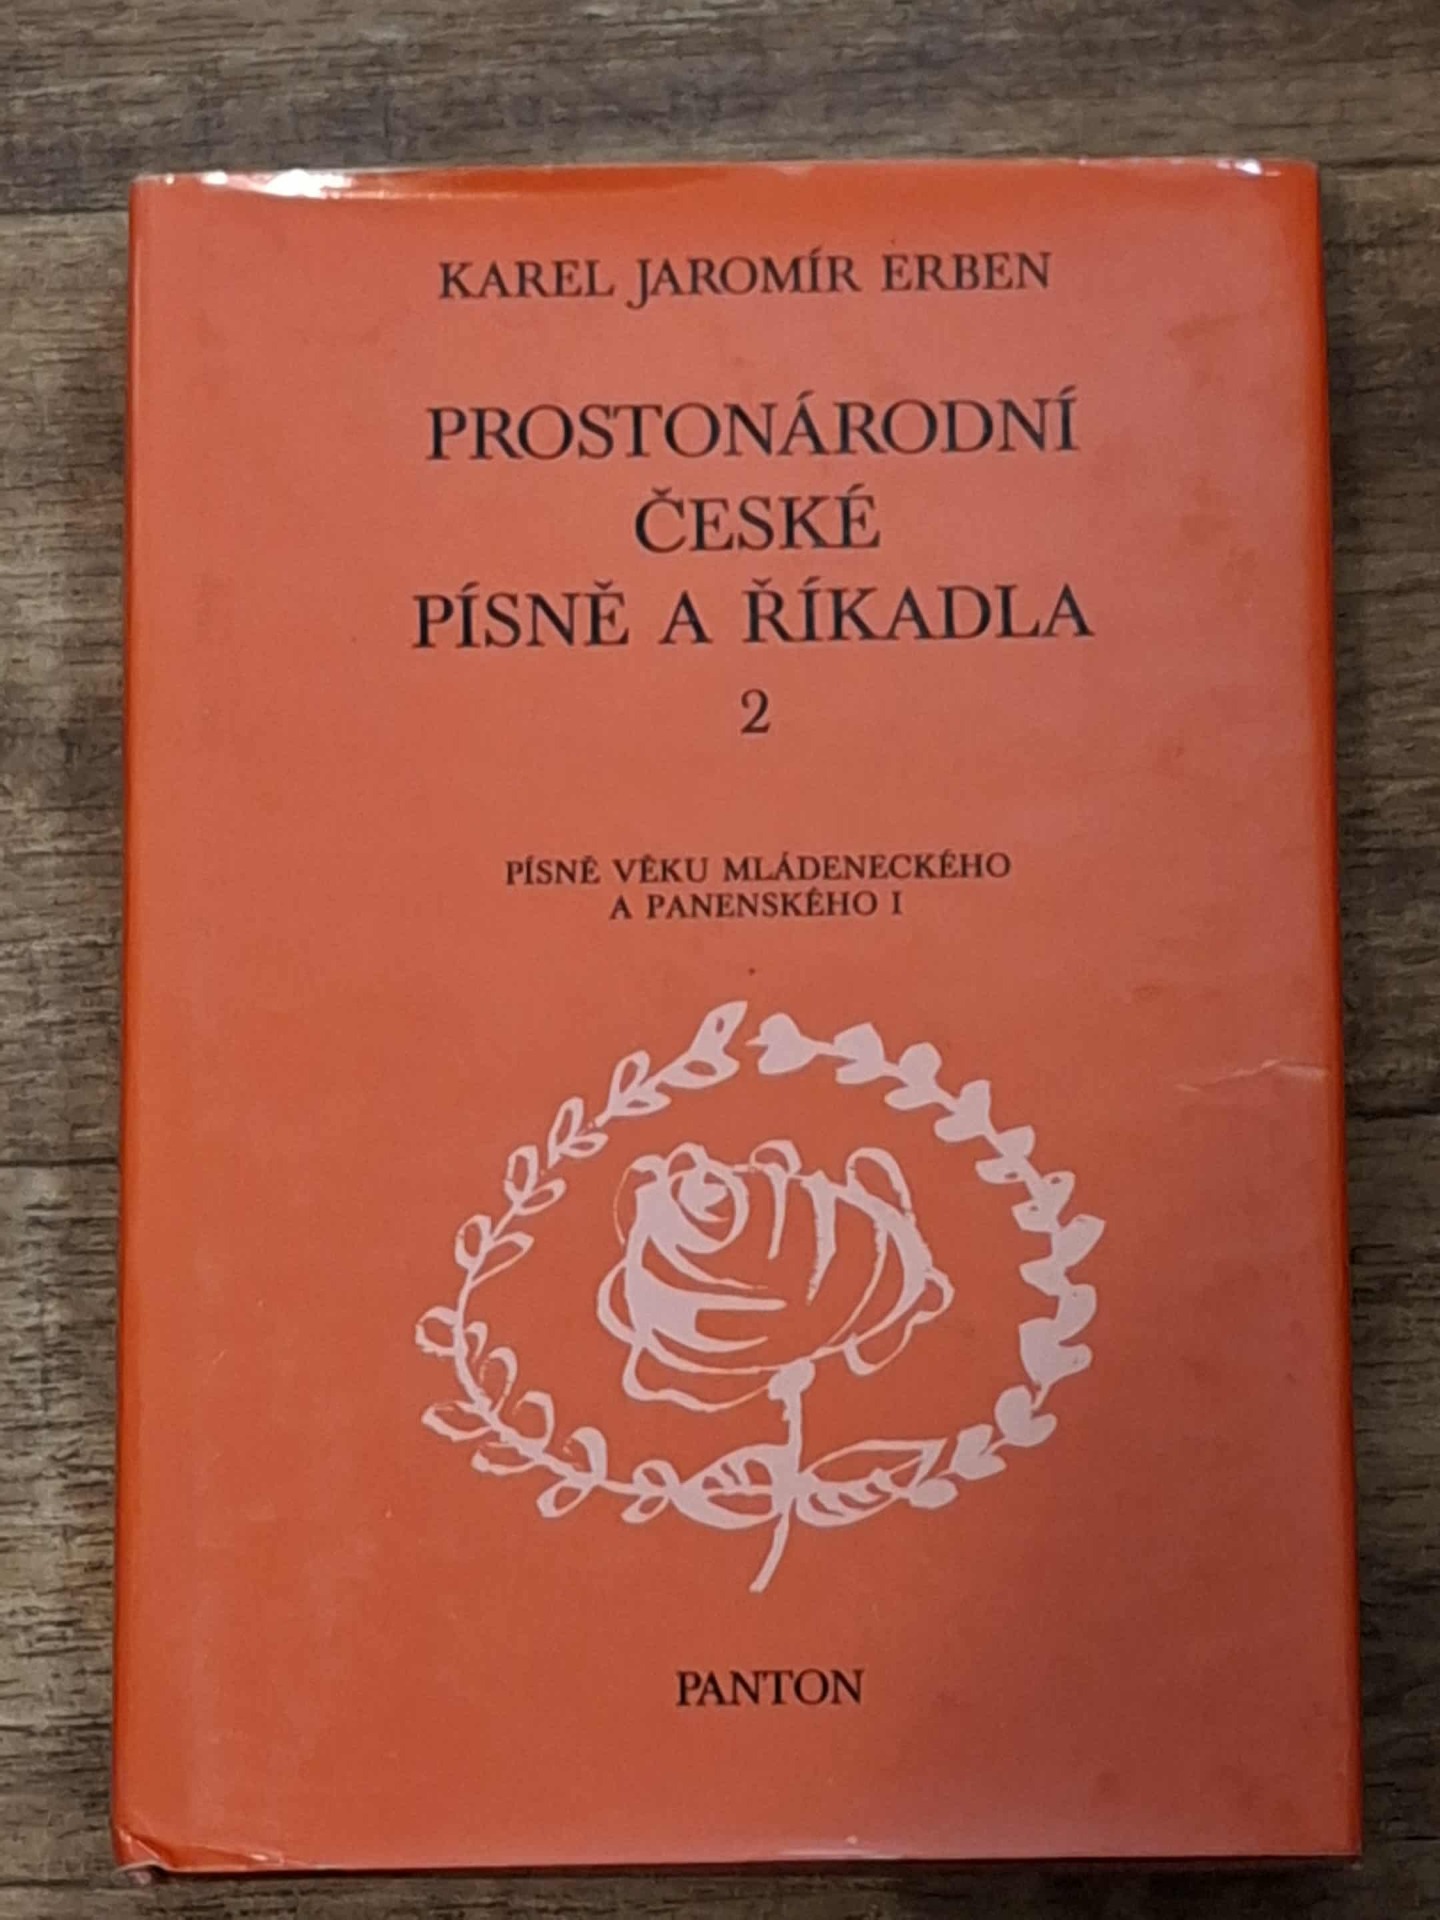 KAREL JAROMÍR ERBEN
PROSTONÁRODNÍ
ČESKÉ
PÍSNĚ A ŘÍKADLA
2
PÍSNĚ VĚKU MLÁDENECKÉHO
A PANENSKÉHO I
PANTON